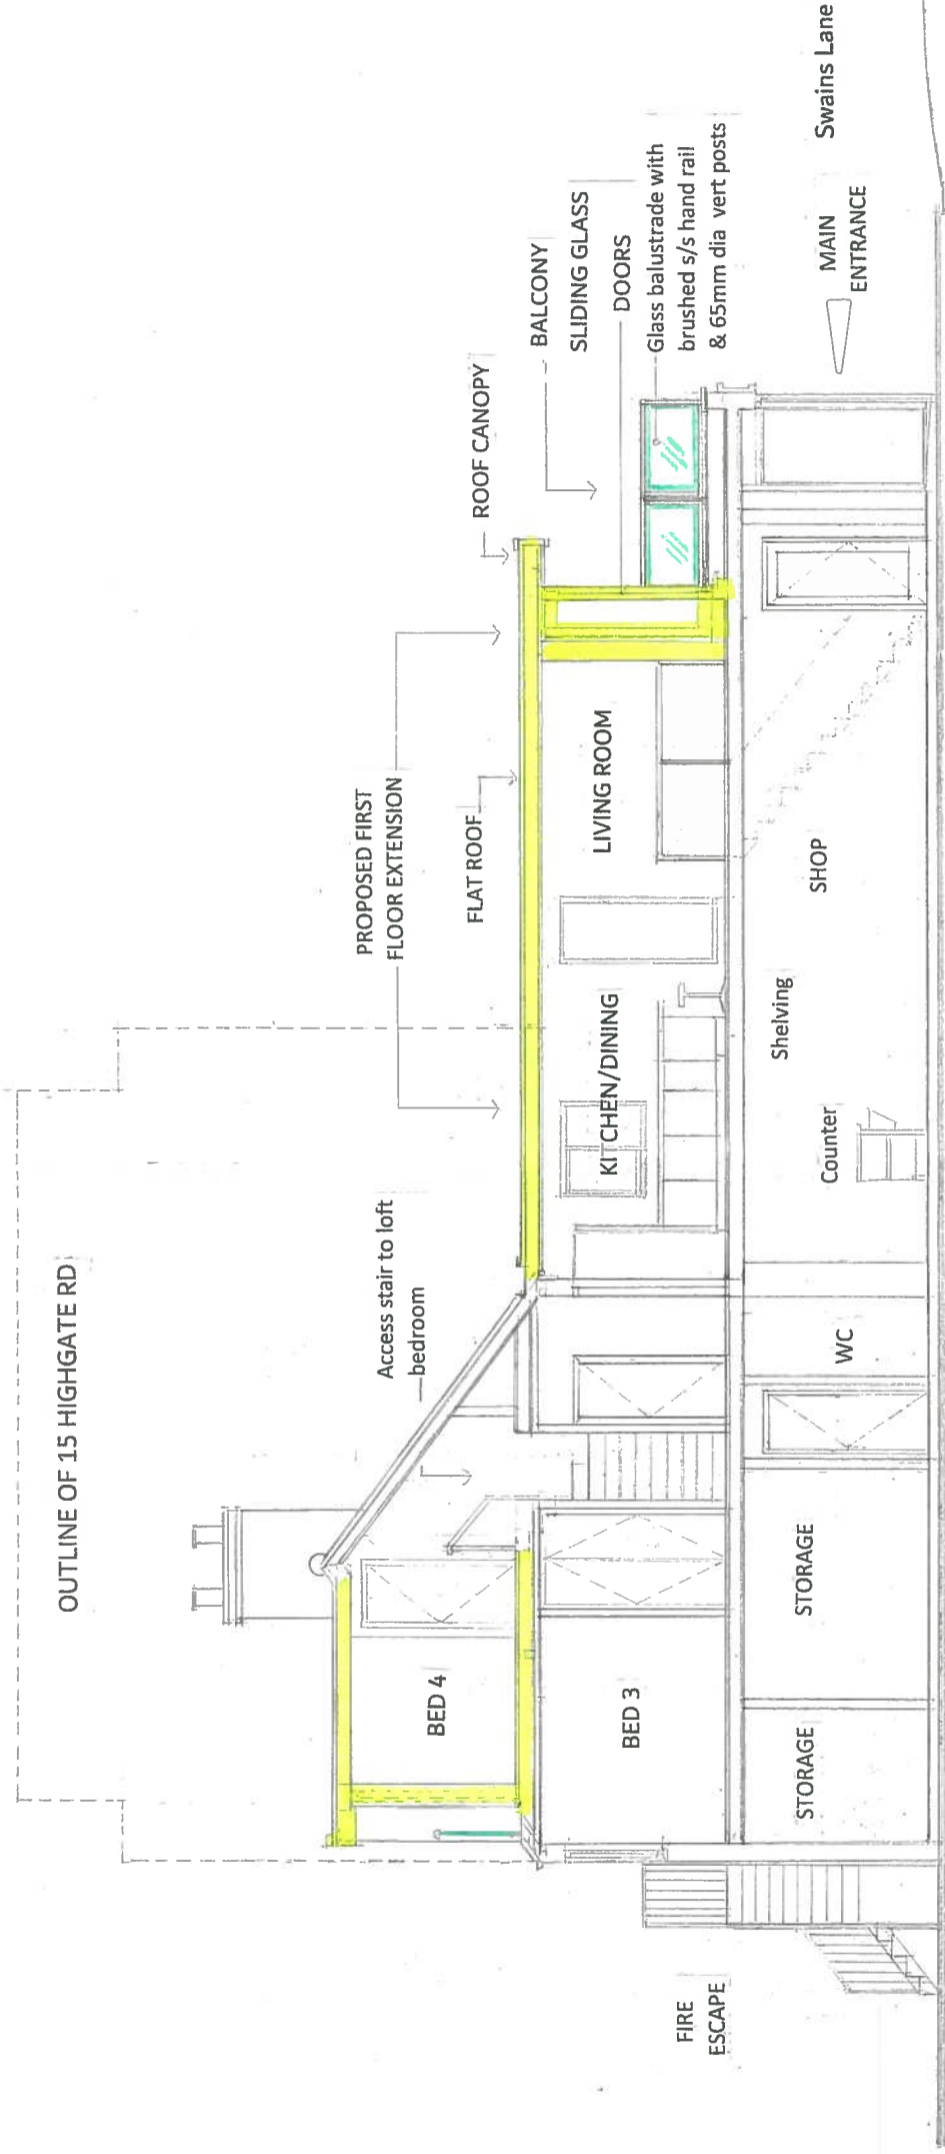 OUTLINE OF 15 HIGHGATE RD
PROPOSED FIRST
FLOOR EXTENSION
Access stair to loft
bedroom
FLAT ROOF
ROOF CANOPY
BALCONY
SLIDING GLASS
DOORS
Glass balustrade with
brushed s/s hand rail
& 65mm dia vert posts
BED 4
BED 3
KITCHEN/DINING
LIVING ROOM
FIRE
ESCAPE
STORAGE
STORAGE
WC
Counter
Shelving
SHOP
MAIN
ENTRANCE
Swains Lane